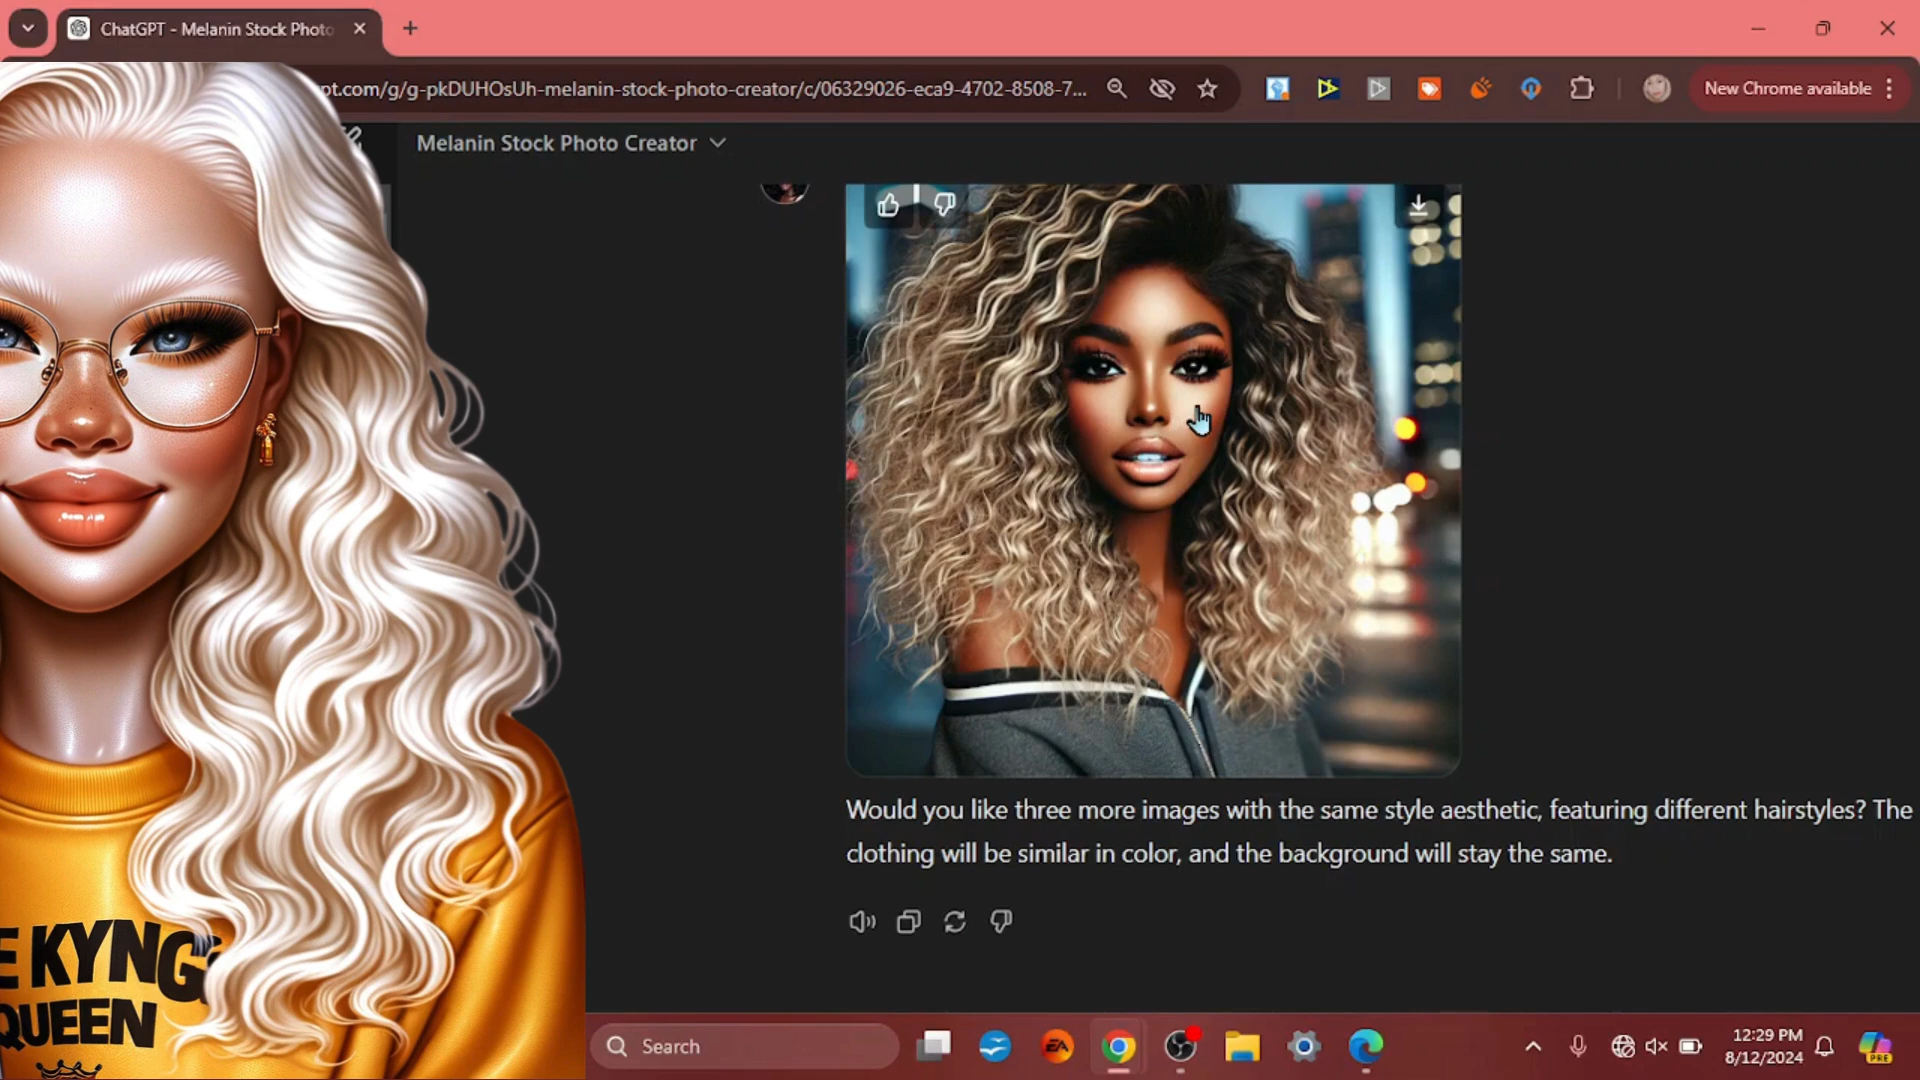 ChatGPT - Melanin Stock Photo
pt.com/g/g-pkDUHOsUh-melanin-stock-photo-creator/c/06329026-eca9-4702-8508-7...
New Chrome available
Melanin Stock Photo Creator
Would you like three more images with the same style aesthetic, featuring different hairstyles? The
clothing will be similar in color, and the background will stay the same.
E KYNG
QUEEN
Search
EA
12:29 PM
8/12/2024
PRE